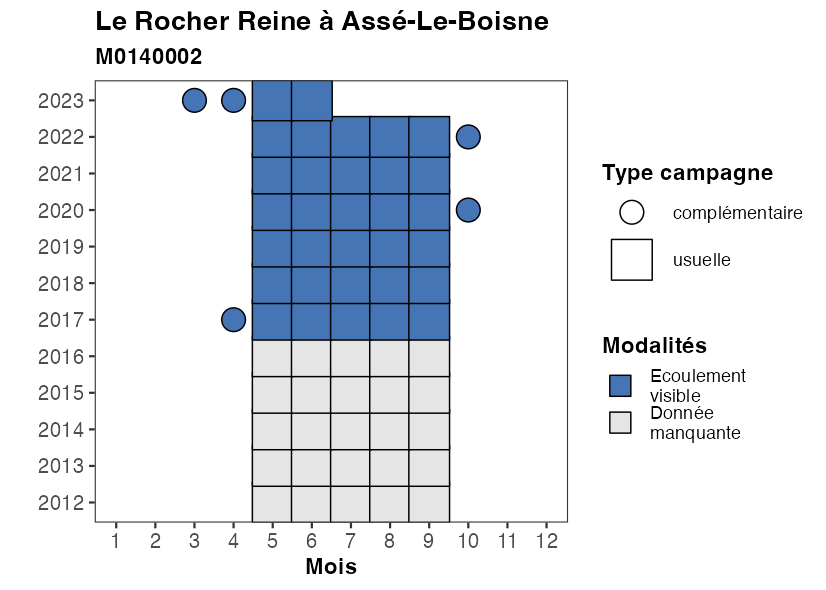 Le Rocher Reine à Assé-Le-Boisne
M0140002
2023
2022
2021
2020
2019
2018
2017
2016
2015
2014
2013
2012
1 2 3 4 5 6 7 8 9 10 11 12
Mois
Type campagne
complémentaire
usuelle
Modalités
Ecoulement
visible
Donnée
manquante